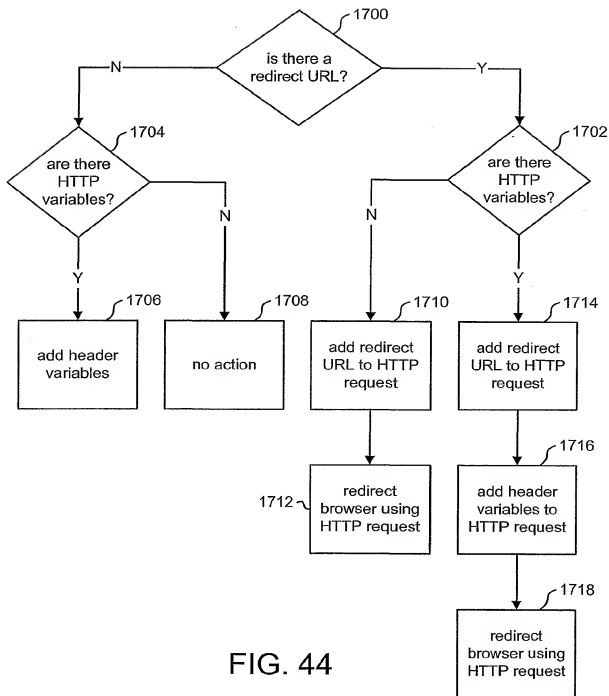 1700
is there a
redirect URL?
N
Y
1704
are there
HTTP
variables?
1702
are there
HTTP
variables?
N
N
Y
Y
1706
add header
variables
1708
no action
1710
add redirect
URL to HTTP
request
1714
add redirect
URL to HTTP
request
1712
redirect
browser using
HTTP request
1716
add header
variables to
HTTP request
1718
redirect
browser using
HTTP request
FIG. 44